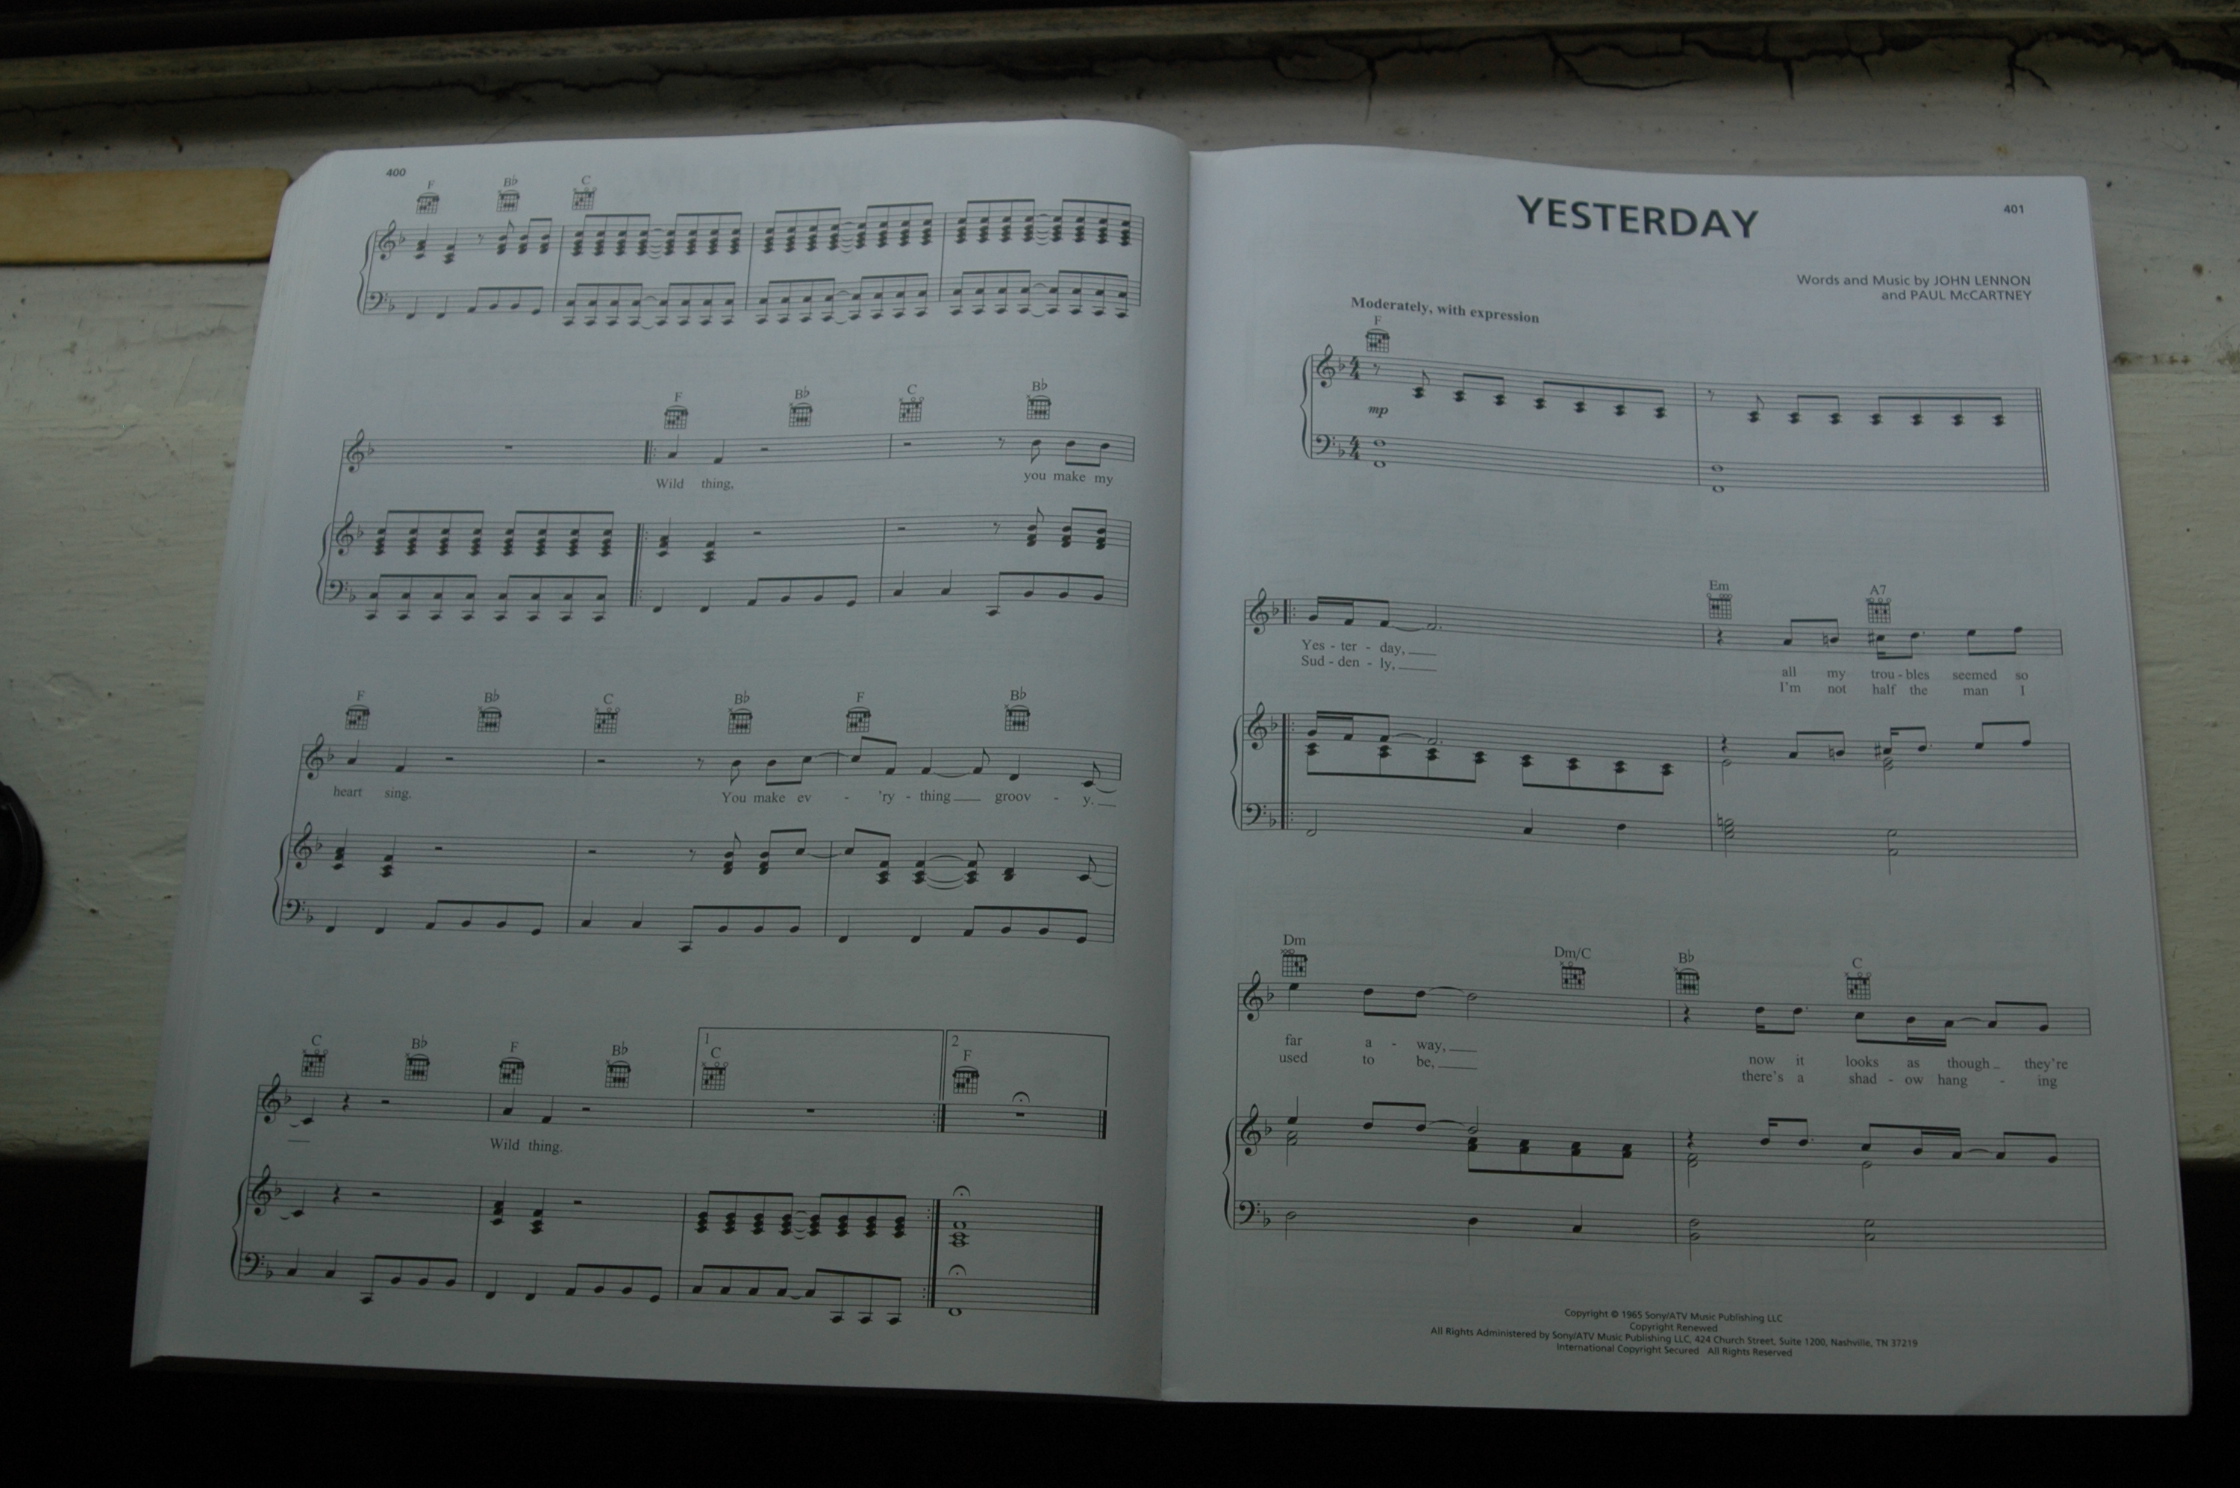 400
F B♭ C
F B♭ C B♭
Wild thing, you make my
F B♭ C B♭ F B♭
heart sing. You make ev - 'ry - thing groov - y.
1 2
C B♭ F B♭ C F
Wild thing.
401
YESTERDAY
Words and Music by JOHN LENNON
and PAUL McCARTNEY
Moderately, with expression
F
mp
Em A7
Yes - ter - day, all my trou - bles seemed so
Sud - den - ly, I'm not half the man I
Dm Dm/C B♭ C
far a - way, now it looks as though they're
used to be, there's a shad - ow hang - ing
Copyright © 1965 Sony/ATV Music Publishing LLC
Copyright Renewed
All Rights Administered by Sony/ATV Music Publishing LLC, 424 Church Street, Suite 1200, Nashville, TN 37219
International Copyright Secured All Rights Reserved